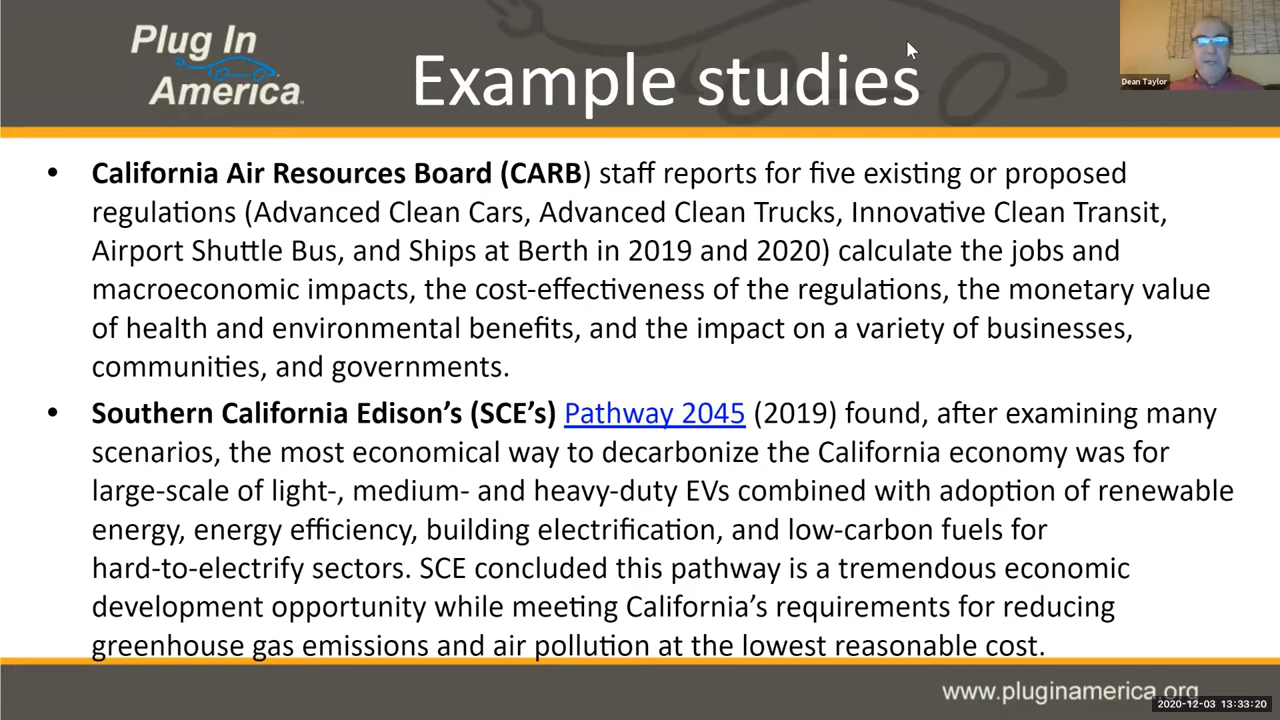 Plug In
America
Example studies
Dean Taylor
• California Air Resources Board (CARB) staff reports for five existing or proposed
regulations (Advanced Clean Cars, Advanced Clean Trucks, Innovative Clean Transit,
Airport Shuttle Bus, and Ships at Berth in 2019 and 2020) calculate the jobs and
macroeconomic impacts, the cost-effectiveness of the regulations, the monetary value
of health and environmental benefits, and the impact on a variety of businesses,
communities, and governments.
• Southern California Edison’s (SCE’s) Pathway 2045 (2019) found, after examining many
scenarios, the most economical way to decarbonize the California economy was for
large-scale of light-, medium- and heavy-duty EVs combined with adoption of renewable
energy, energy efficiency, building electrification, and low-carbon fuels for
hard-to-electrify sectors. SCE concluded this pathway is a tremendous economic
development opportunity while meeting California’s requirements for reducing
greenhouse gas emissions and air pollution at the lowest reasonable cost.
www.pluginamerica.org
2020-12-03 13:33:20